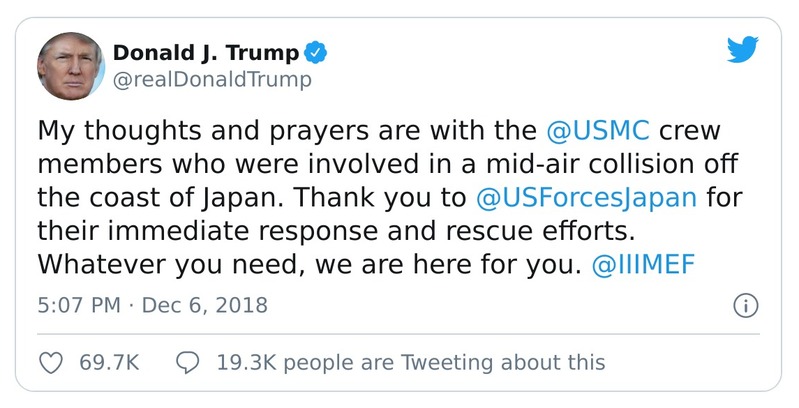 Donald J. Trump
@realDonaldTrump
My thoughts and prayers are with the @USMC crew
members who were involved in a mid-air collision off
the coast of Japan. Thank you to @USForcesJapan for
their immediate response and rescue efforts.
Whatever you need, we are here for you. @IIIMEF
5:07 PM · Dec 6, 2018
69.7K 19.3K people are Tweeting about this